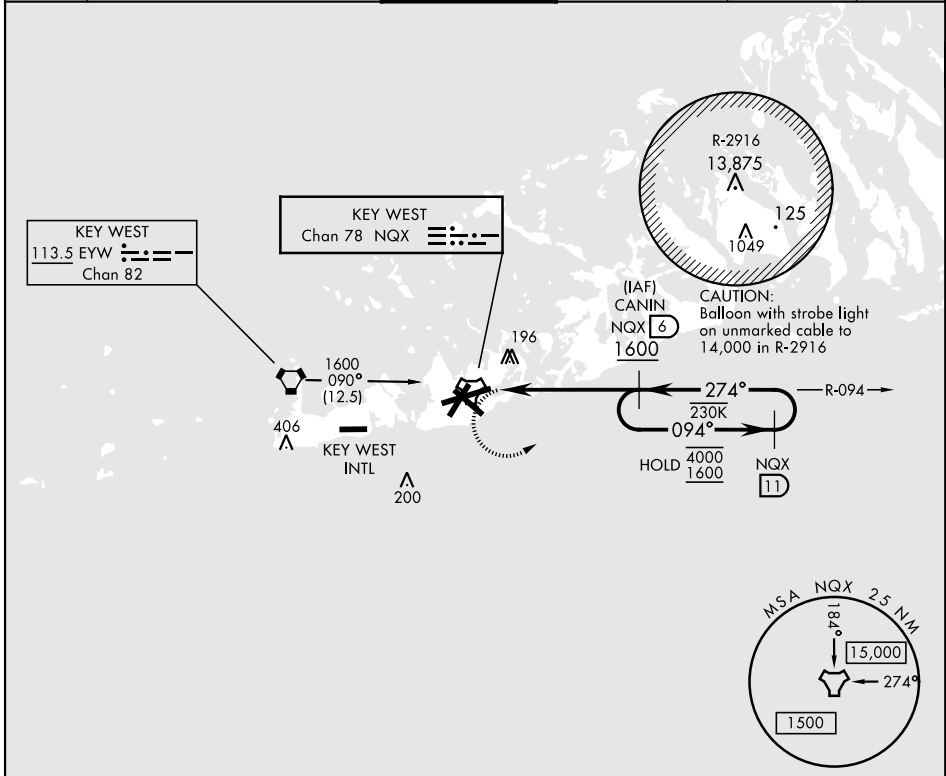 R-2916
13,875
125
1049
KEY WEST
Chan 78 NQX
KEY WEST
113.5 EYW
Chan 82
(IAF)
CANIN
NQX 6
1600
CAUTION:
Balloon with strobe light
on unmarked cable to
14,000 in R-2916
196
1600
090°
(12.5)
274°
R-094
230K
094°
406
KEY WEST
INTL
HOLD 4000
1600
NQX
11
200
MSA NQX 25 NM
184°
15,000
274°
1500